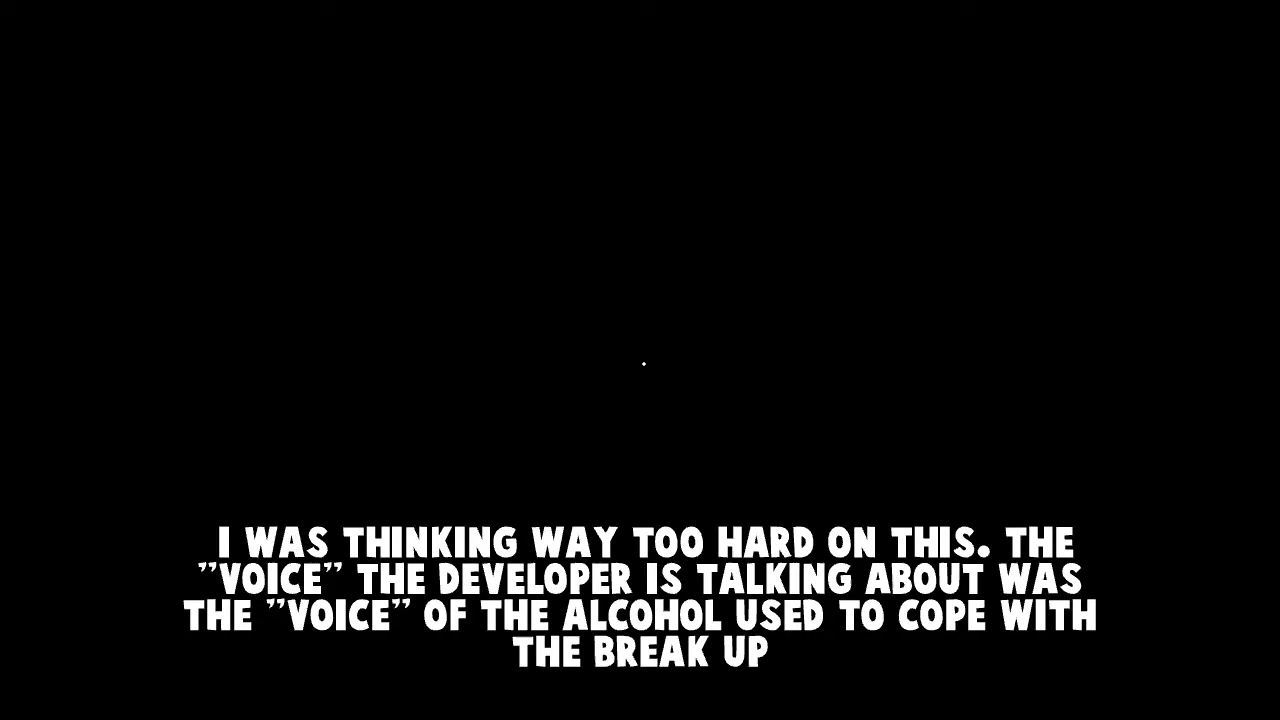 I WAS THINKING WAY TOO HARD ON THIS. THE
"VOICE" THE DEVELOPER IS TALKING ABOUT WAS
THE "VOICE" OF THE ALCOHOL USED TO COPE WITH
THE BREAK UP